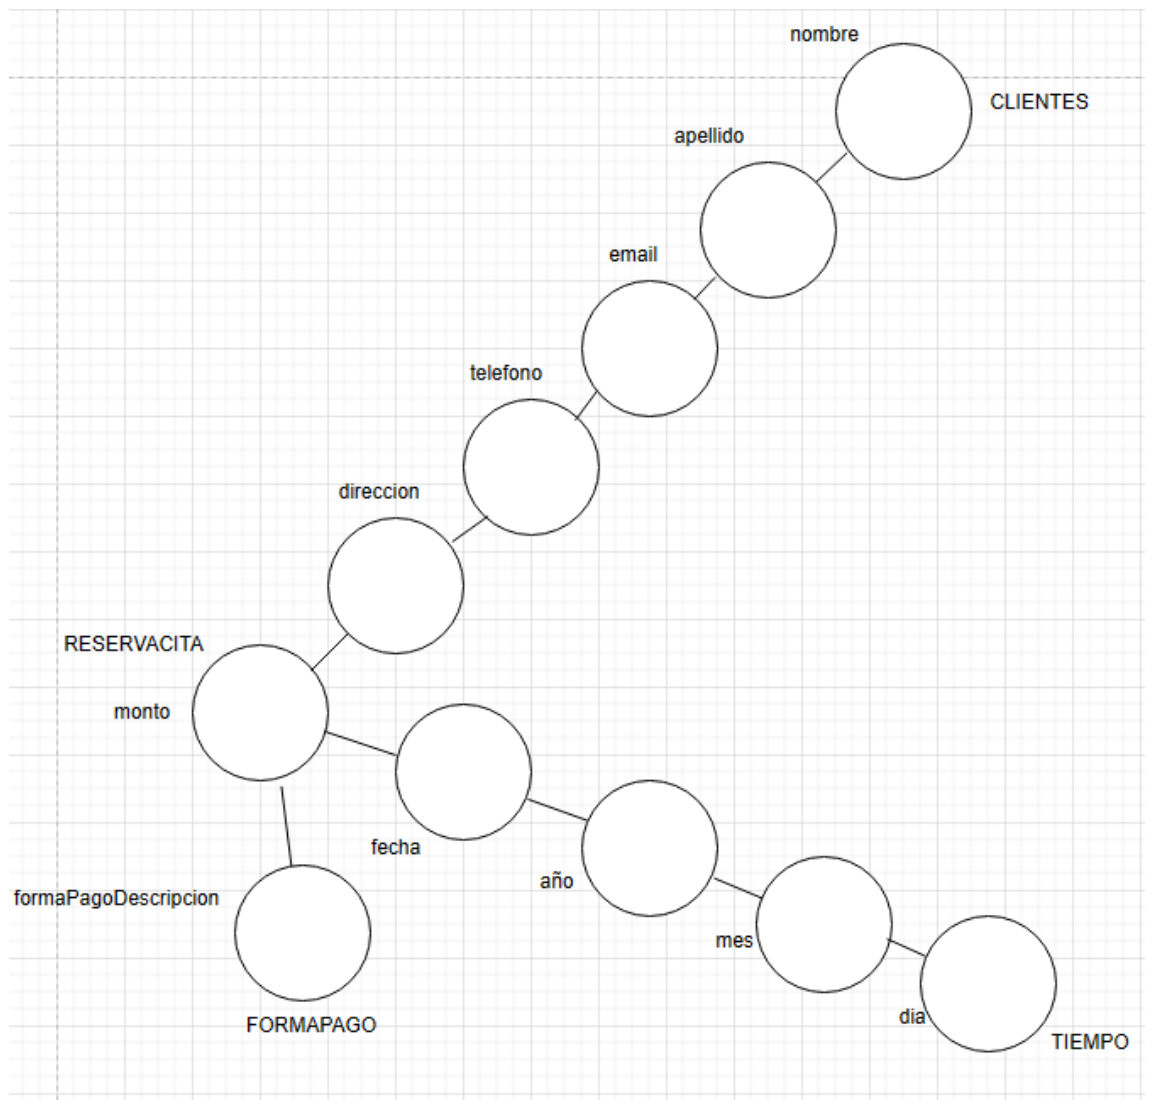 nombre
CLIENTES
apellido
email
telefono
direccion
RESERVACITA
monto
fecha
año
formaPagoDescripcion
mes
dia
FORMAPAGO
TIEMPO